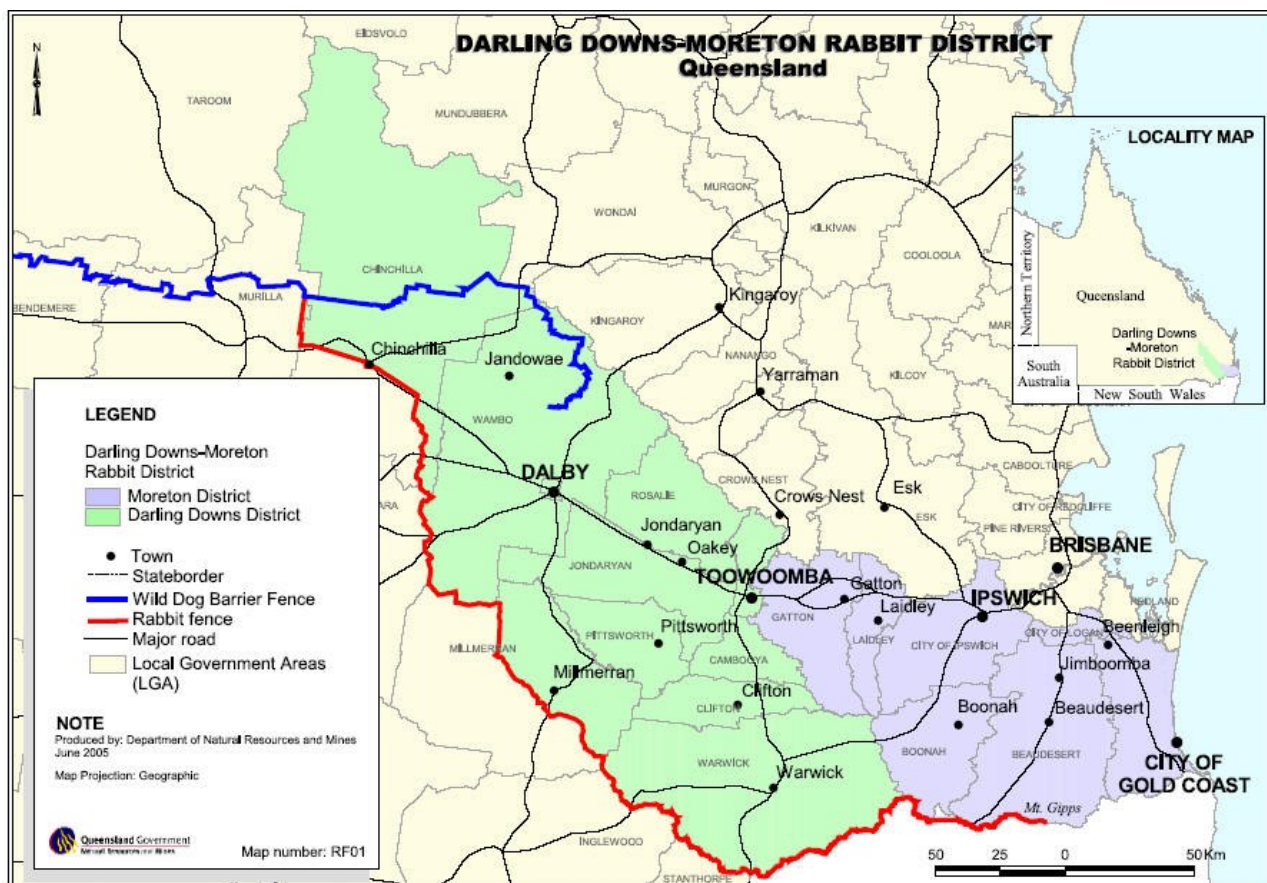 DARLING DOWNS-MORETON RABBIT DISTRICT
Queensland
N
EIDSVOLD
TAROOM
MUNDUBBERA
LOCALITY MAP
MURGON
WONDAI
KILKIVAN
COOLOOLA
Northern Territory
Queensland
CHINCHILLA
MURILLA
BENDEMERE
Kingaroy
KINGAROY
Darling Downs
-Moreton
Rabbit District
South
Australia
New South Wales
Chinchilla
Jandowae
NANANGO
KILCOY
Yarraman
WAMBO
LEGEND
Darling Downs-Moreton
Rabbit District
Moreton District
Darling Downs District
Town
Stateborder
Wild Dog Barrier Fence
Rabbit fence
Major road
Local Government Areas
(LGA)
NOTE
Produced by: Department of Natural Resources and Mines
June 2005
Map Projection: Geographic
Queensland Government
Natural Resources and Mines
Map number: RF01
DALBY
ROSALIE
CROWS NEST
Crows Nest
Esk
ESK
CABOOLTURE
CITY OF REDCLIFFE
PINE RIVERS
Jondaryan
Oakey
BRISBANE
JONDARYAN
TOOWOOMBA
Gatton
IPSWICH
REDLAND
GATTON
Laidley
LAIDLEY
CITY OF IPSWICH
CITY OF LOGAN
Beenleigh
PITTSWORTH
Pittsworth
MILLMERRAN
CAMBOOYA
Jimboomba
Millmerran
Clifton
CLIFTON
Boonah
Beaudesert
BOONAH
BEAUDESERT
CITY OF
GOLD COAST
WARWICK
Warwick
Mt. Gipps
INGLEWOOD
STANTHORPE
50 25 0 50 Km